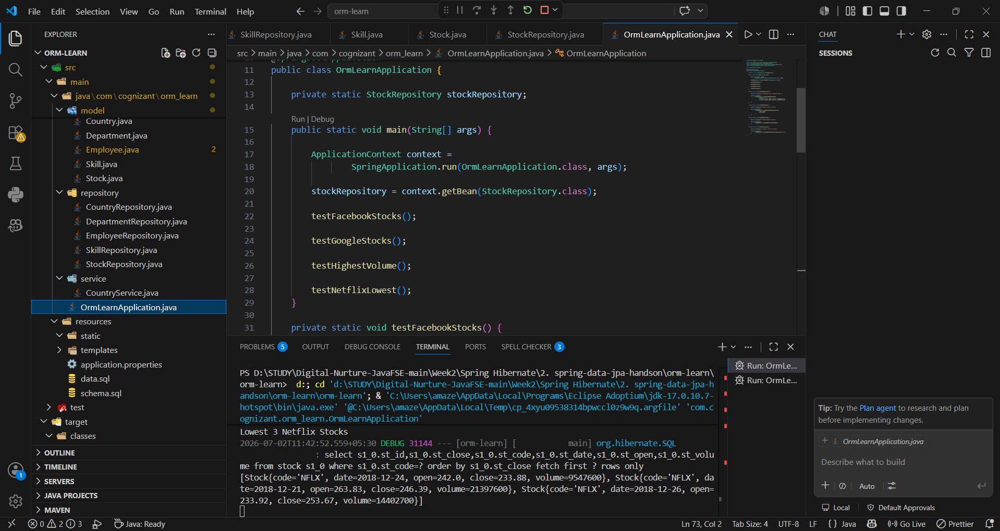 File Edit Selection View Go Run Terminal Help
orm-learn
EXPLORER
ORM-LEARN
src
main
java\com\cognizant\orm_learn
model
Country.java
Department.java
Employee.java 2
Skill.java
Stock.java
repository
CountryRepository.java
DepartmentRepository.java
EmployeeRepository.java
SkillRepository.java
StockRepository.java
service
CountryService.java
OrmLearnApplication.java
resources
static
templates
application.properties
data.sql
schema.sql
test
target
classes
OUTLINE
TIMELINE
SERVERS
JAVA PROJECTS
MAVEN
SkillRepository.java
Skill.java
Stock.java
StockRepository.java
OrmLearnApplication.java
src > main > java > com > cognizant > orm_learn > OrmLearnApplication.java > OrmLearnApplication
11 public class OrmLearnApplication {
12
13 private static StockRepository stockRepository;
14
Run | Debug
15 public static void main(String[] args) {
16
17 ApplicationContext context =
18 SpringApplication.run(OrmLearnApplication.class, args);
19
20 stockRepository = context.getBean(StockRepository.class);
21
22 testFacebookStocks();
23
24 testGoogleStocks();
25
26 testHighestVolume();
27
28 testNetflixLowest();
29 }
30
31 private static void testFacebookStocks() {
PROBLEMS 5 OUTPUT DEBUG CONSOLE TERMINAL PORTS SPELL CHECKER 3
PS D:\STUDY\Digital-Nurture-JavaFSE-main\Week2\Spring Hibernate\2. spring-data-jpa-handson\orm-learn\
orm-learn>  d:; cd 'd:\STUDY\Digital-Nurture-JavaFSE-main\Week2\Spring Hibernate\2. spring-data-jpa-h
andson\orm-learn\orm-learn'; & 'C:\Users\amaze\AppData\Local\Programs\Eclipse Adoptium\jdk-17.0.10.7-
hotspot\bin\java.exe' '@C:\Users\amaze\AppData\Local\Temp\cp_4xyu09538314bpwccl0z9w9q.argfile' 'com.c
ognizant.orm_learn.OrmLearnApplication'
Lowest 3 Netflix Stocks
2026-07-02T11:42:52.559+05:30 DEBUG 31144 --- [orm-learn] [           main] org.hibernate.SQL
: select s1_0.st_id,s1_0.st_close,s1_0.st_code,s1_0.st_date,s1_0.st_open,s1_0.st_volu
me from stock s1_0 where s1_0.st_code=? order by s1_0.st_close fetch first ? rows only
[Stock{code='NFLX', date=2018-12-24, open=242.0, close=233.88, volume=9547600}, Stock{code='NFLX', da
te=2018-12-21, open=263.83, close=246.39, volume=21397600}, Stock{code='NFLX', date=2018-12-26, open=
233.92, close=253.67, volume=14402700}]
Run: OrmLe...
Run: OrmLe...
CHAT
SESSIONS
Tip: Try the Plan agent to research and plan
before implementing changes.
OrmLearnApplication.java
Describe what to build
Auto
Local Default Approvals
1
0 2 3 Java: Ready
Ln 73, Col 2 Tab Size: 4 UTF-8 LF {} Java Go Live Prettier